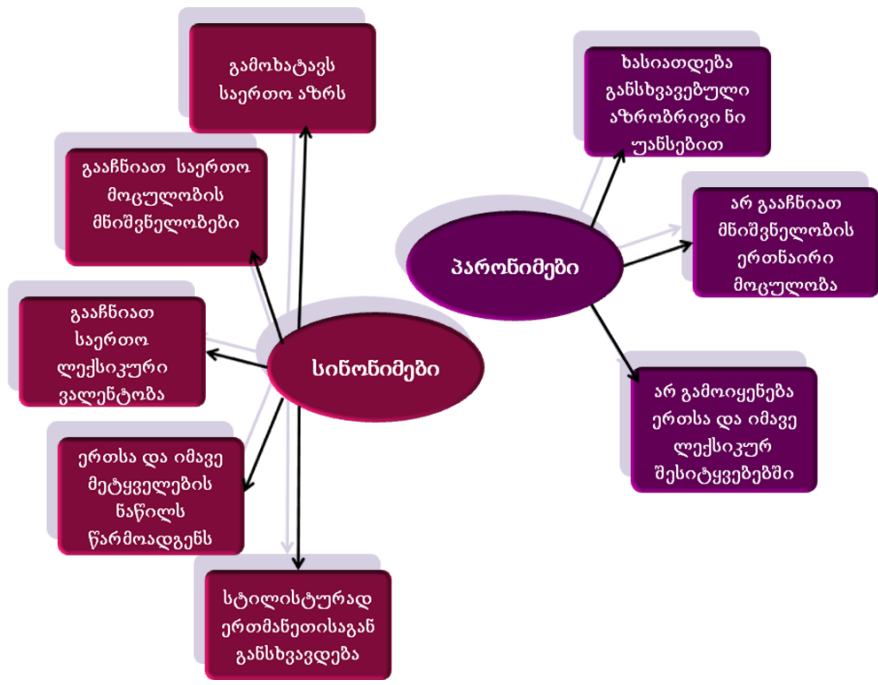 გამოხატავს
საერთო აზრს
გააჩნიათ საერთო
მოცულობის
მნიშვნელობები
გააჩნიათ
საერთო
ლექსიკური
ვალენტობა
ერთსა და იმავე
მეტყველების
ნაწილს
წარმოადგენს
სტილისტურად
ერთმანეთისაგან
განსხვავდება
სინონიმები
პარონიმები
ხასიათდება
განსხვავებული
აზრობრივი ნი
უანსებით
არ გააჩნიათ
მნიშვნელობის
ერთნაირი
მოცულობა
არ გამოიყენება
ერთსა და იმავე
ლექსიკურ
შესიტყვებებში